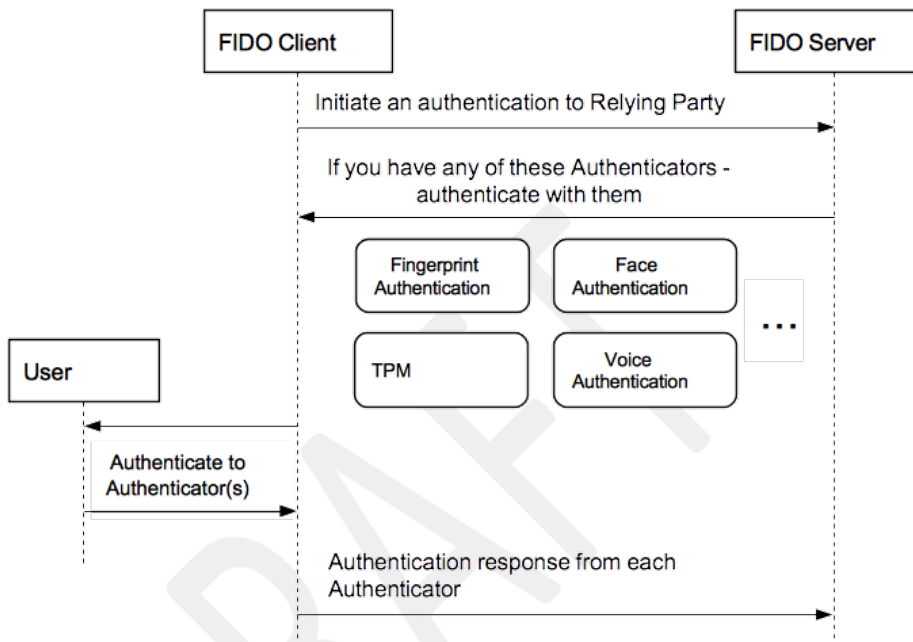 FIDO Client
FIDO Server
Initiate an authentication to Relying Party
If you have any of these Authenticators -
authenticate with them
Fingerprint
Authentication
Face
Authentication
...
TPM
Voice
Authentication
User
Authenticate to
Authenticator(s)
Authentication response from each
Authenticator
DRAFT